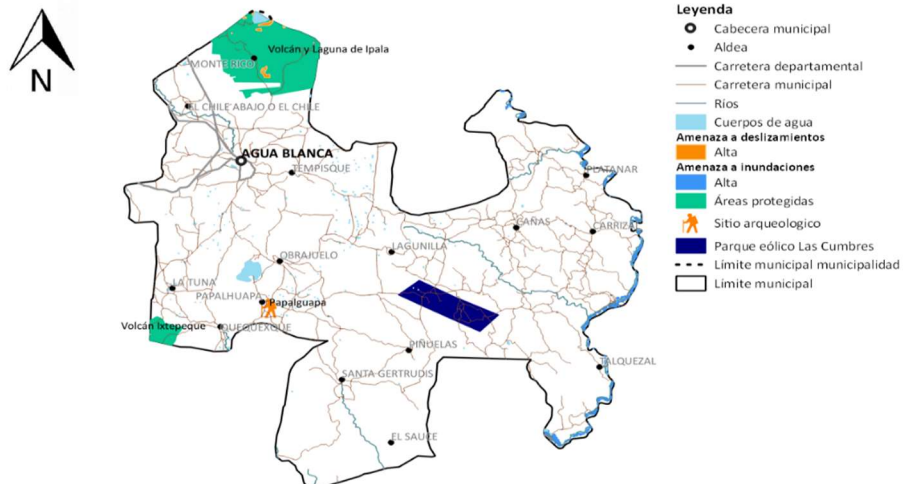 N
Volcán y Laguna de Ipala
MONTE RICO
EL CHILE ABAJO O EL CHILE
AGUA BLANCA
TEMPISQUE
PLATANAR
CAÑAS
CARRIZAL
LAGUNILLA
OBRAJUELO
LA TUNA
PAPALHUAPA
Papalguapa
Volcán Ixtepeque
QUEQUEXQUE
PIÑUELAS
TALQUEZAL
SANTA GERTRUDIS
EL SAUCE
Leyenda
Cabecera municipal
Aldea
Carretera departamental
Carretera municipal
Rios
Cuerpos de agua
Amenaza a deslizamientos
Alta
Amenaza a inundaciones
Alta
Áreas protegidas
Sitio arqueologico
Parque eólico Las Cumbres
Límite municipal municipalidad
Límite municipal